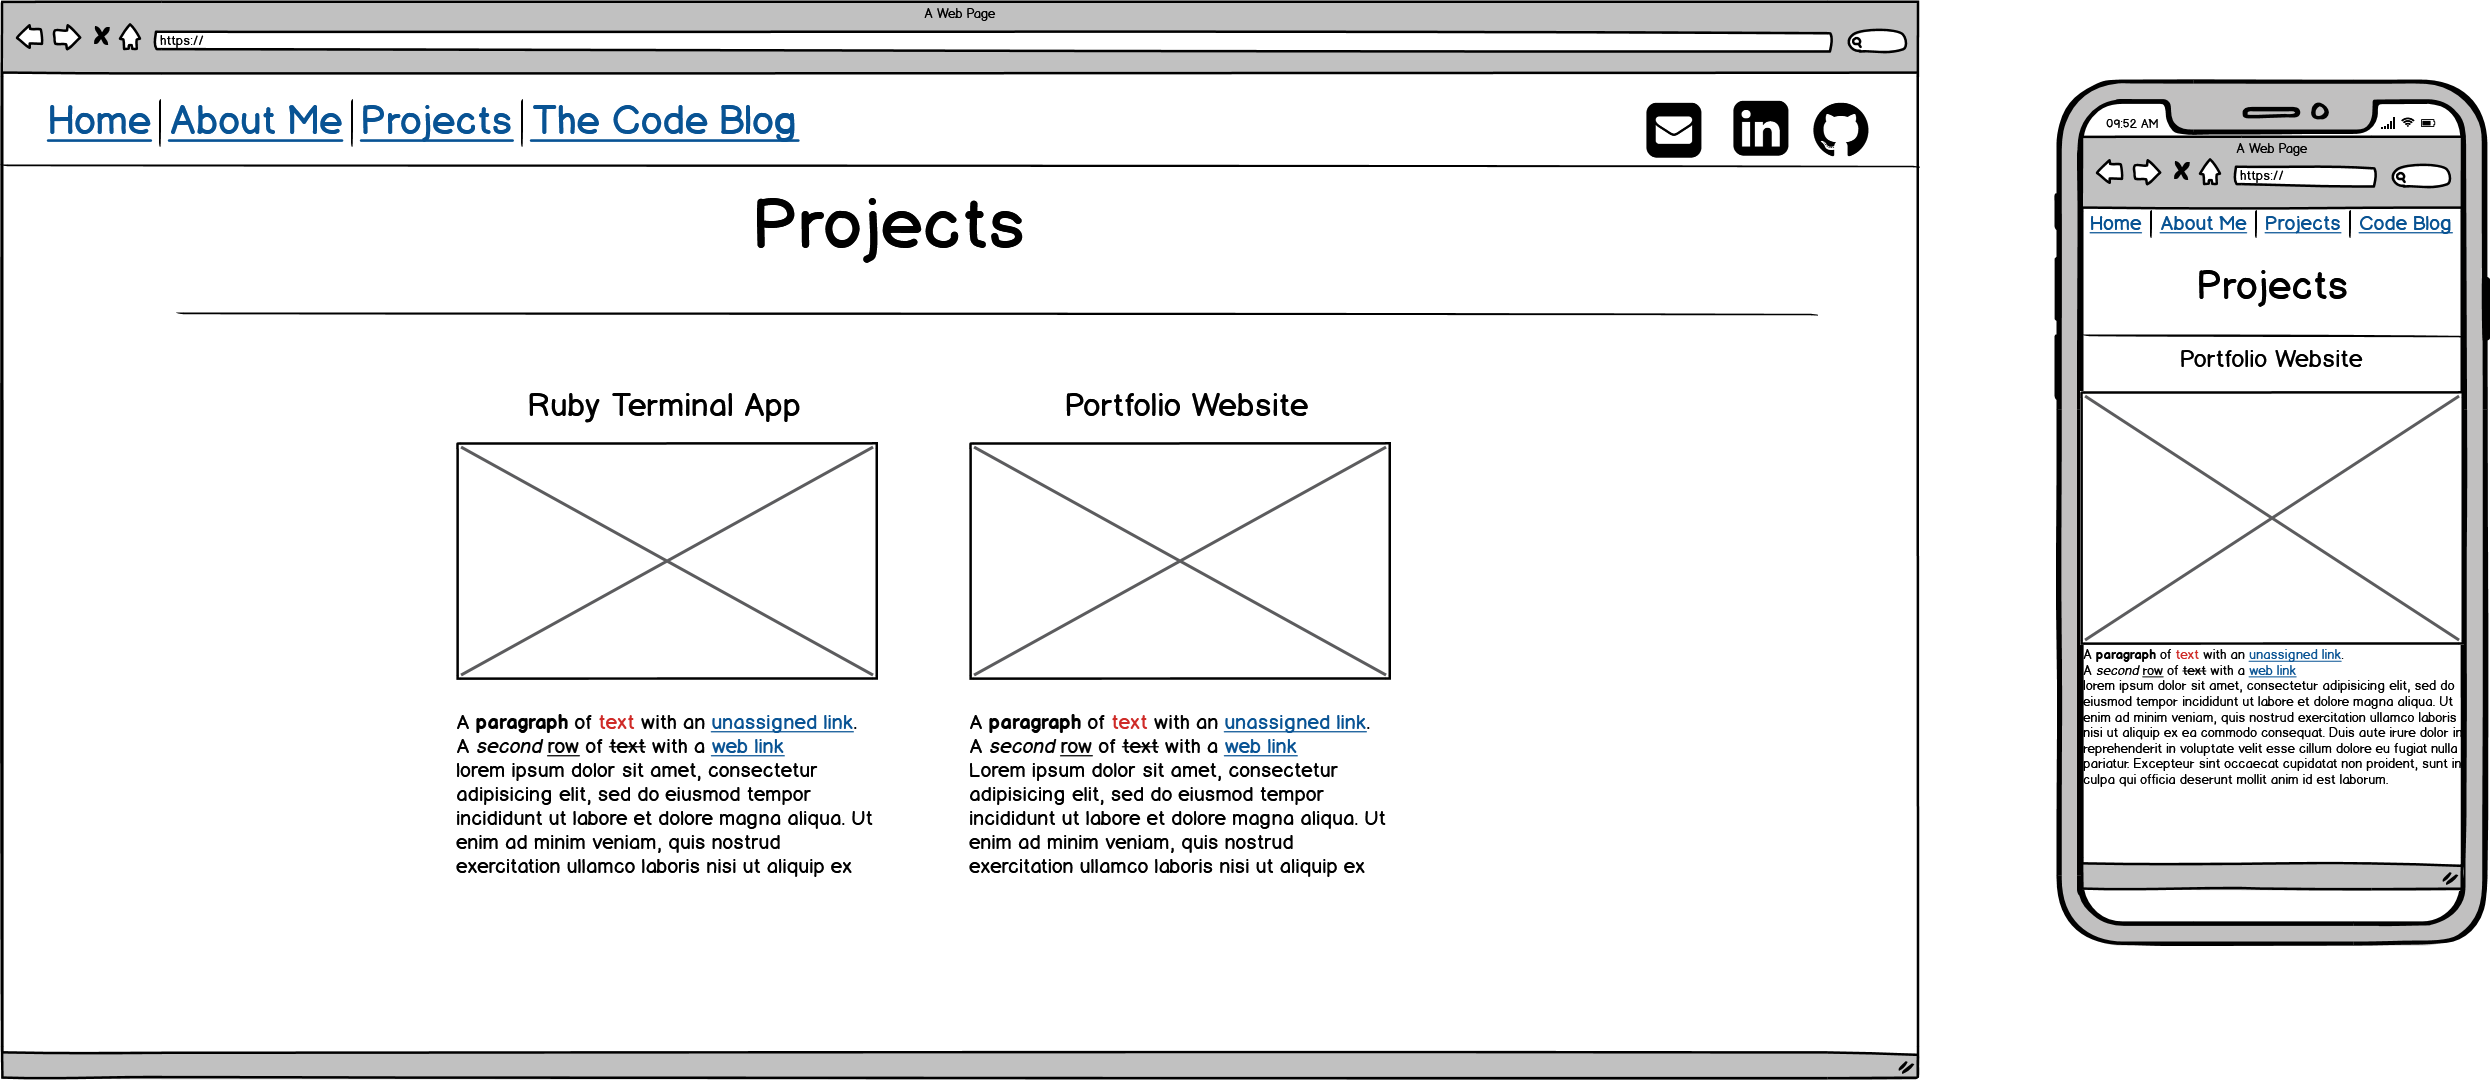 A Web Page
https://
Home | About Me | Projects | The Code Blog
in
Projects
Ruby Terminal App
A paragraph of text with an unassigned link.
A second row of text with a web link
lorem ipsum dolor sit amet, consectetur
adipisicing elit, sed do eiusmod tempor
incididunt ut labore et dolore magna aliqua. Ut
enim ad minim veniam, quis nostrud
exercitation ullamco laboris nisi ut aliquip ex
Portfolio Website
A paragraph of text with an unassigned link.
A second row of text with a web link
Lorem ipsum dolor sit amet, consectetur
adipisicing elit, sed do eiusmod tempor
incididunt ut labore et dolore magna aliqua. Ut
enim ad minim veniam, quis nostrud
exercitation ullamco laboris nisi ut aliquip ex
09:52 AM
A Web Page
https://
Home | About Me | Projects | Code Blog
Projects
Portfolio Website
A paragraph of text with an unassigned link.
A second row of text with a web link
lorem ipsum dolor sit amet, consectetur adipisicing elit, sed do
eiusmod tempor incididunt ut labore et dolore magna aliqua. Ut
enim ad minim veniam, quis nostrud exercitation ullamco laboris
nisi ut aliquip ex ea commodo consequat. Duis aute irure dolor in
reprehenderit in voluptate velit esse cillum dolore eu fugiat nulla
pariatur. Excepteur sint occaecat cupidatat non proident, sunt in
culpa qui officia deserunt mollit anim id est laborum.